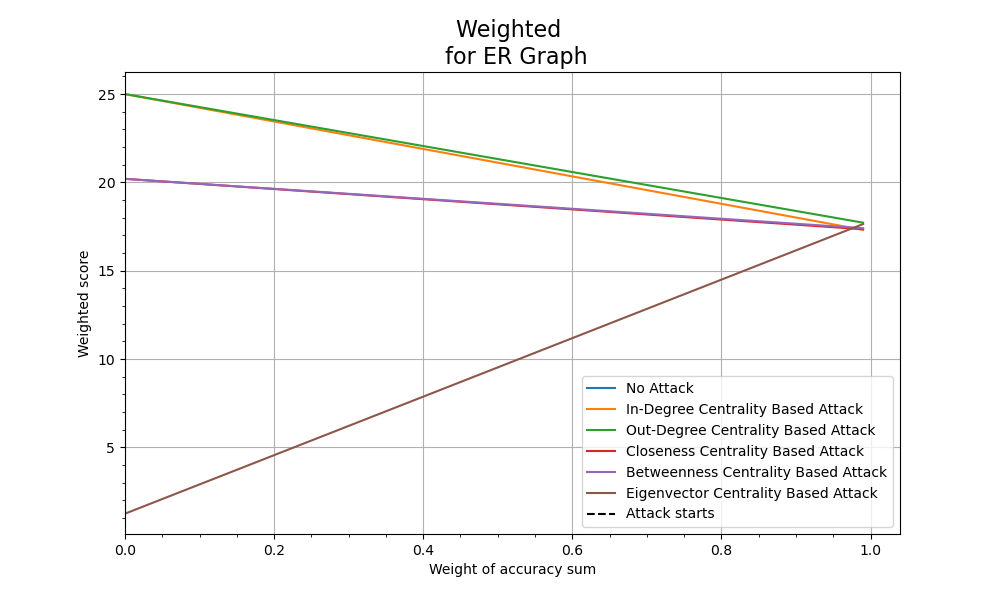 Weighted
for ER Graph
25
20
15
10
5
Weighted score
No Attack
In-Degree Centrality Based Attack
Out-Degree Centrality Based Attack
Closeness Centrality Based Attack
Betweenness Centrality Based Attack
Eigenvector Centrality Based Attack
Attack starts
0.0 0.2 0.4 0.6 0.8 1.0
Weight of accuracy sum